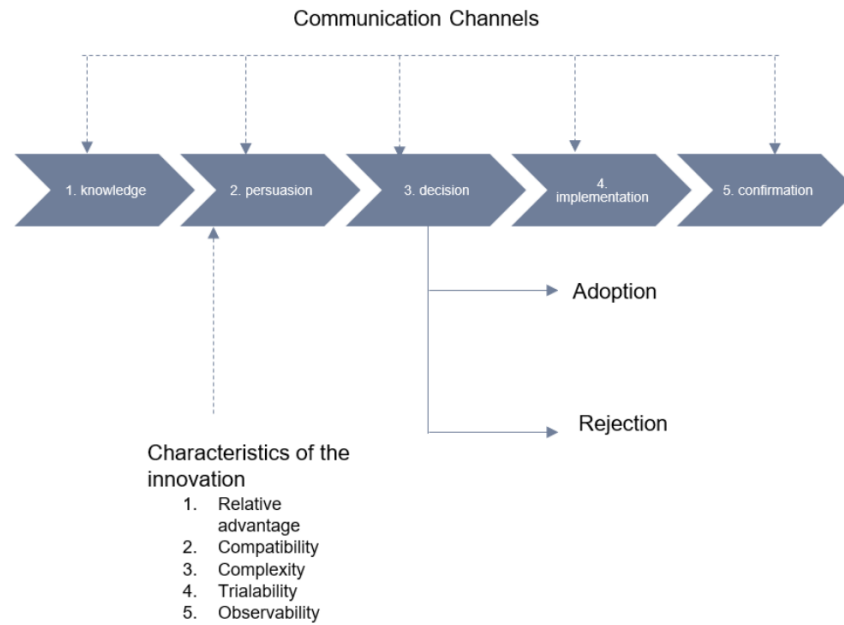 Communication Channels
1. knowledge
2. persuasion
3. decision
4.
implementation
5. confirmation
Adoption
Rejection
Characteristics of the
innovation
1. Relative
advantage
2. Compatibility
3. Complexity
4. Trialability
5. Observability